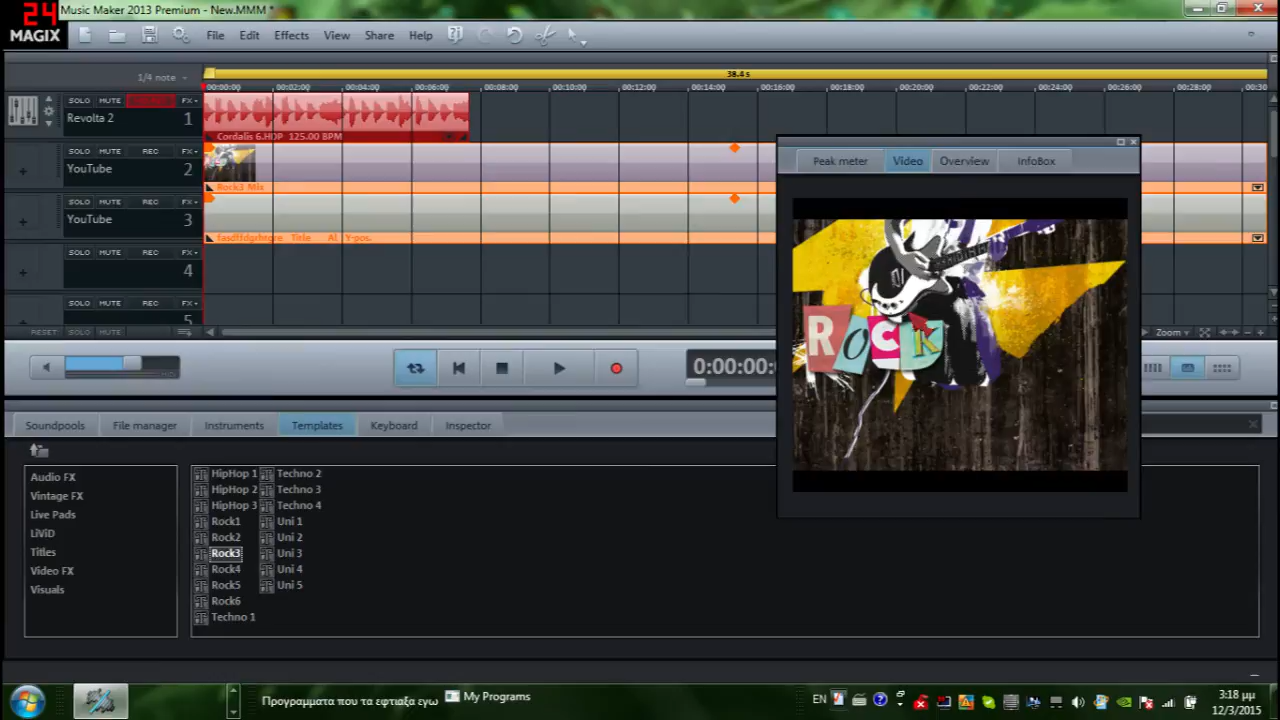 24
MAGIX
Music Maker 2013 Premium - New.MMM *
File Edit Effects View Share Help
1/4 note
38.4 s
00:00:00 00:02:00 00:04:00 00:06:00 00:08:00 00:10:00 00:12:00 00:14:00 00:16:00 00:18:00 00:20:00 00:22:00 00:24:00 00:26:00 00:28:00 00:30
SOLO MUTE FX
Revolta 2 1
Cordalis 6.HDP 125.00 BPM
SOLO MUTE REC FX
YouTube 2
Rock3 Mix
SOLO MUTE REC FX
YouTube 3
fasdffdgrhtgre Title Al Y-pos.
SOLO MUTE REC FX
4
SOLO MUTE REC FX
5
RESET: SOLO MUTE
Zoom
Peak meter Video Overview InfoBox
ROCK
0:00:00:
Soundpools File manager Instruments Templates Keyboard Inspector
Audio FX
Vintage FX
Live Pads
LiViD
Titles
Video FX
Visuals
HipHop 1 Techno 2
HipHop 2 Techno 3
HipHop 3 Techno 4
Rock1 Uni 1
Rock2 Uni 2
Rock3 Uni 3
Rock4 Uni 4
Rock5 Uni 5
Rock6
Techno 1
Προγραμματα που τα εφτιαξα εγω My Programs
EN
3:18 μμ
12/3/2015